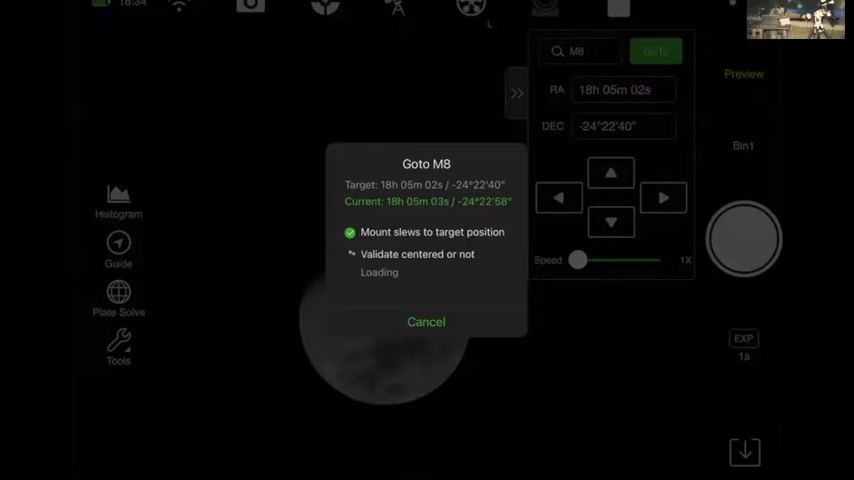 18:34
L
M8
GoTo
RA
18h 05m 02s
DEC
-24°22'40"
Preview
Bin1
Goto M8
Target: 18h 05m 02s / -24°22'40"
Current: 18h 05m 03s / -24°22'58"
Mount slews to target position
Validate centered or not
Loading
Cancel
Histogram
Guide
Plate Solve
Tools
Speed
1X
EXP
1s